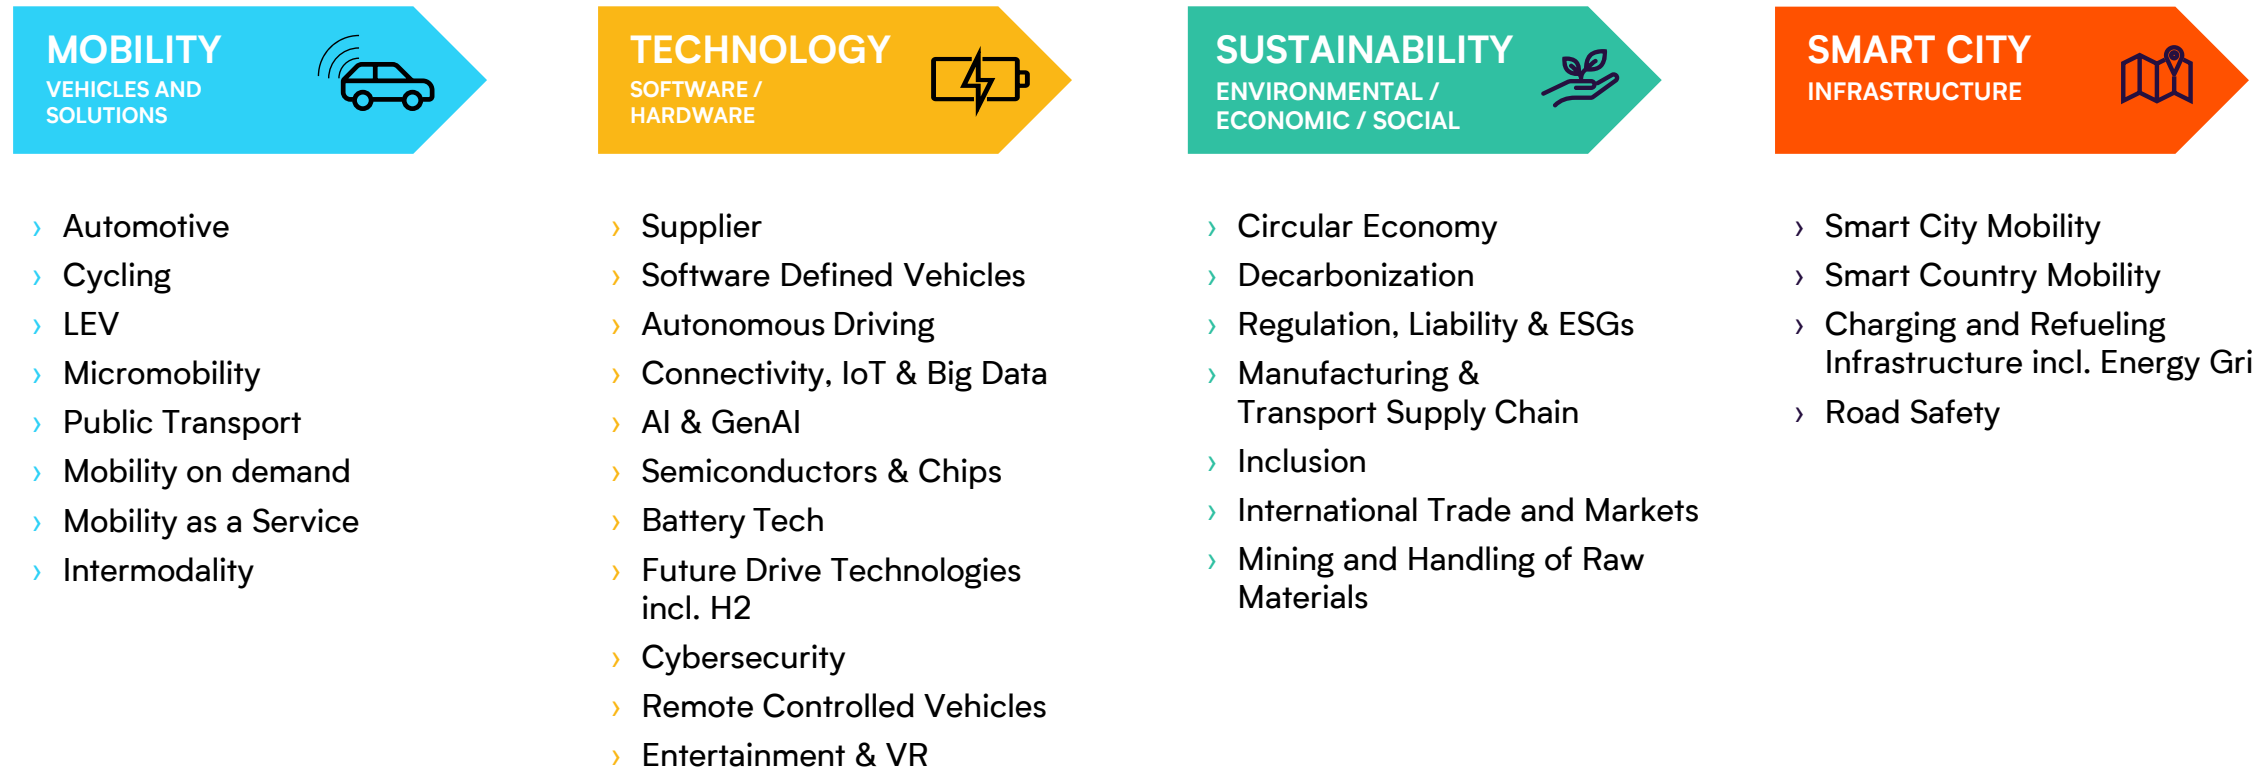 MOBILITY
VEHICLES AND
SOLUTIONS
› Automotive
› Cycling
› LEV
› Micromobility
› Public Transport
› Mobility on demand
› Mobility as a Service
› Intermodality
TECHNOLOGY
SOFTWARE /
HARDWARE
› Supplier
› Software Defined Vehicles
› Autonomous Driving
› Connectivity, IoT & Big Data
› AI & GenAI
› Semiconductors & Chips
› Battery Tech
› Future Drive Technologies
incl. H2
› Cybersecurity
› Remote Controlled Vehicles
› Entertainment & VR
SUSTAINABILITY
ENVIRONMENTAL /
ECONOMIC / SOCIAL
› Circular Economy
› Decarbonization
› Regulation, Liability & ESGs
› Manufacturing &
Transport Supply Chain
› Inclusion
› International Trade and Markets
› Mining and Handling of Raw
Materials
SMART CITY
INFRASTRUCTURE
› Smart City Mobility
› Smart Country Mobility
› Charging and Refueling
Infrastructure incl. Energy Gri
› Road Safety